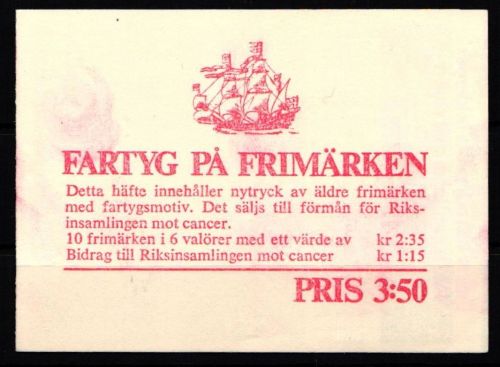 FARTYG PÅ FRIMÄRKEN
Detta häfte innehåller nytryck av äldre frimärken
med fartygsmotiv. Det säljs till förmån för Riks-
insamlingen mot cancer.
10 frimärken i 6 valörer med ett värde av kr 2:35
Bidrag till Riksinsamlingen mot cancer kr 1:15
PRIS 3:50